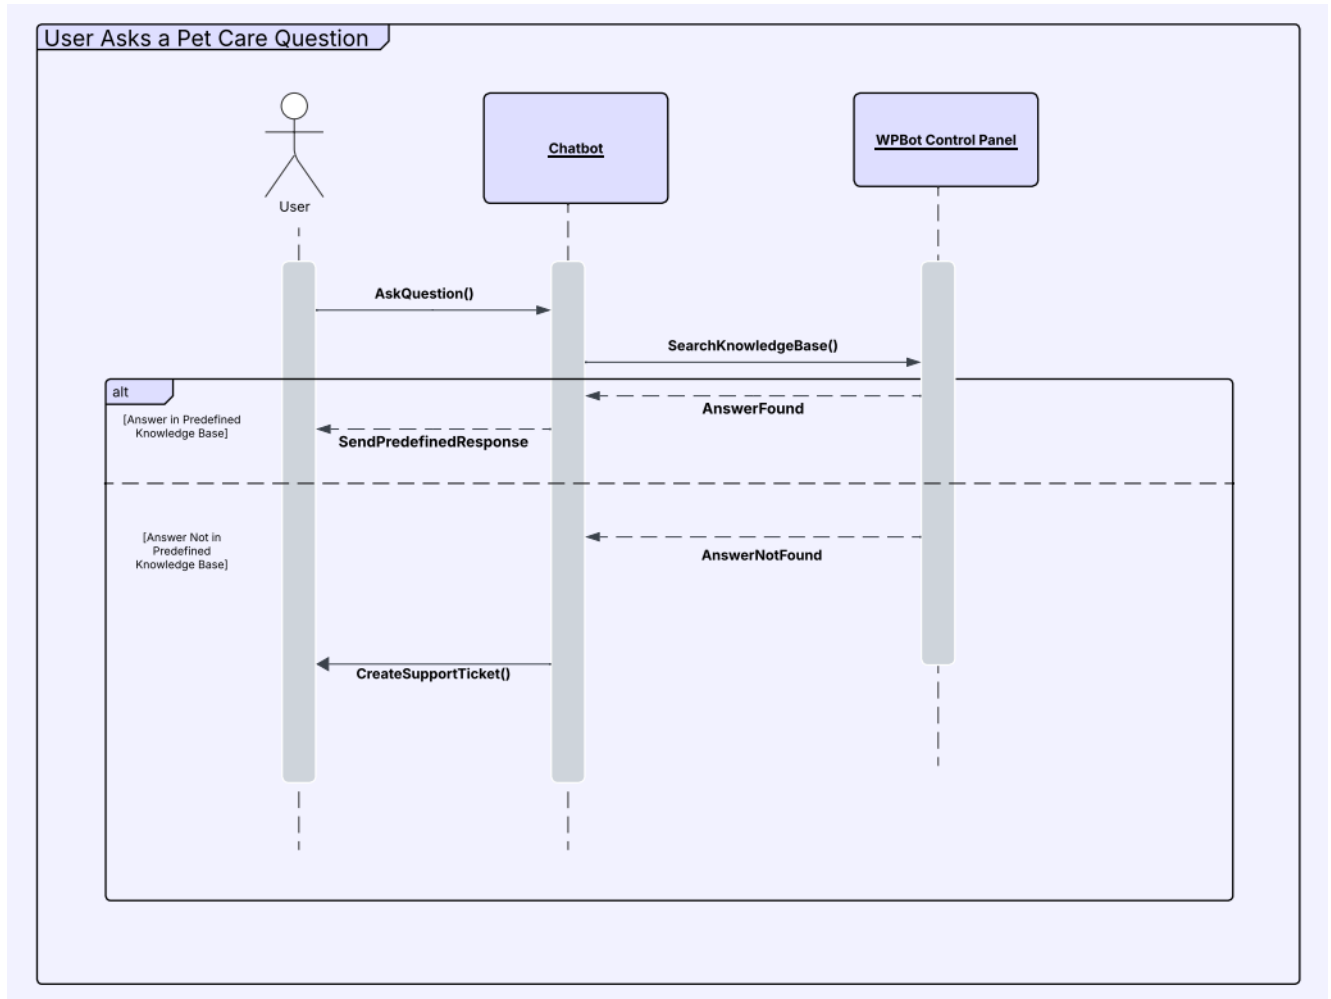 User Asks a Pet Care Question
User
Chatbot
WPBot Control Panel
AskQuestion()
SearchKnowledgeBase()
alt
[Answer in Predefined
Knowledge Base]
AnswerFound
SendPredefinedResponse
[Answer Not in
Predefined
Knowledge Base]
AnswerNotFound
CreateSupportTicket()